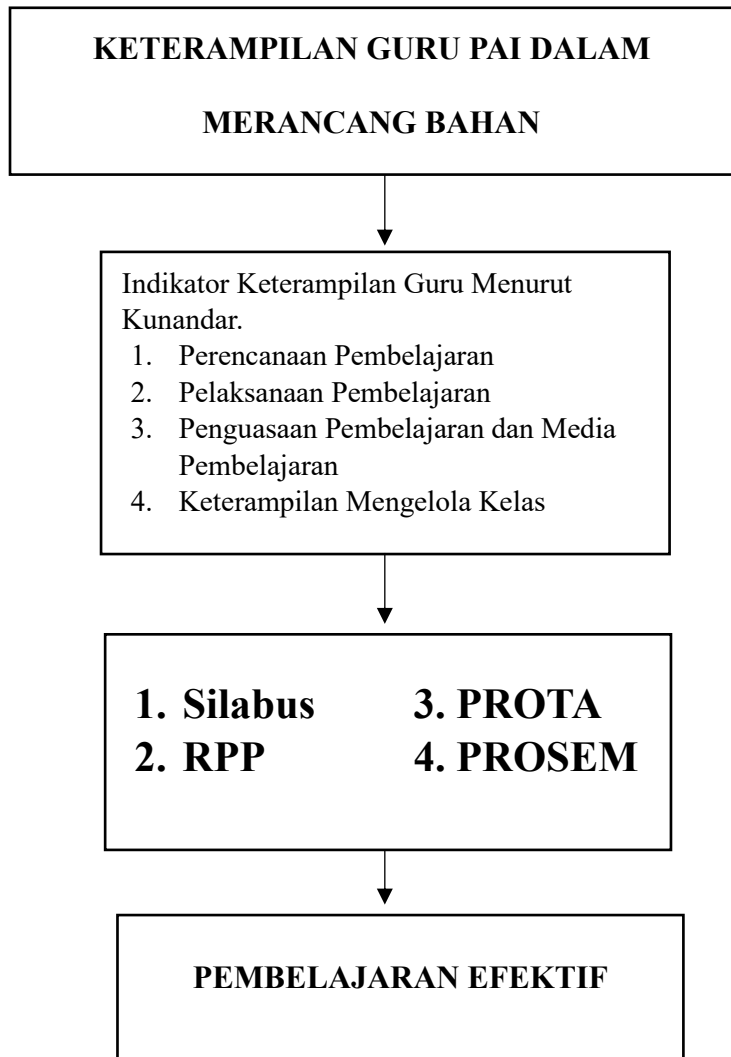 KETERAMPILAN GURU PAI DALAM
MERANCANG BAHAN
Indikator Keterampilan Guru Menurut
Kunandar.
1. Perencanaan Pembelajaran
2. Pelaksanaan Pembelajaran
3. Penguasaan Pembelajaran dan Media
Pembelajaran
4. Keterampilan Mengelola Kelas
1. Silabus 3. PROTA
2. RPP 4. PROSEM
PEMBELAJARAN EFEKTIF